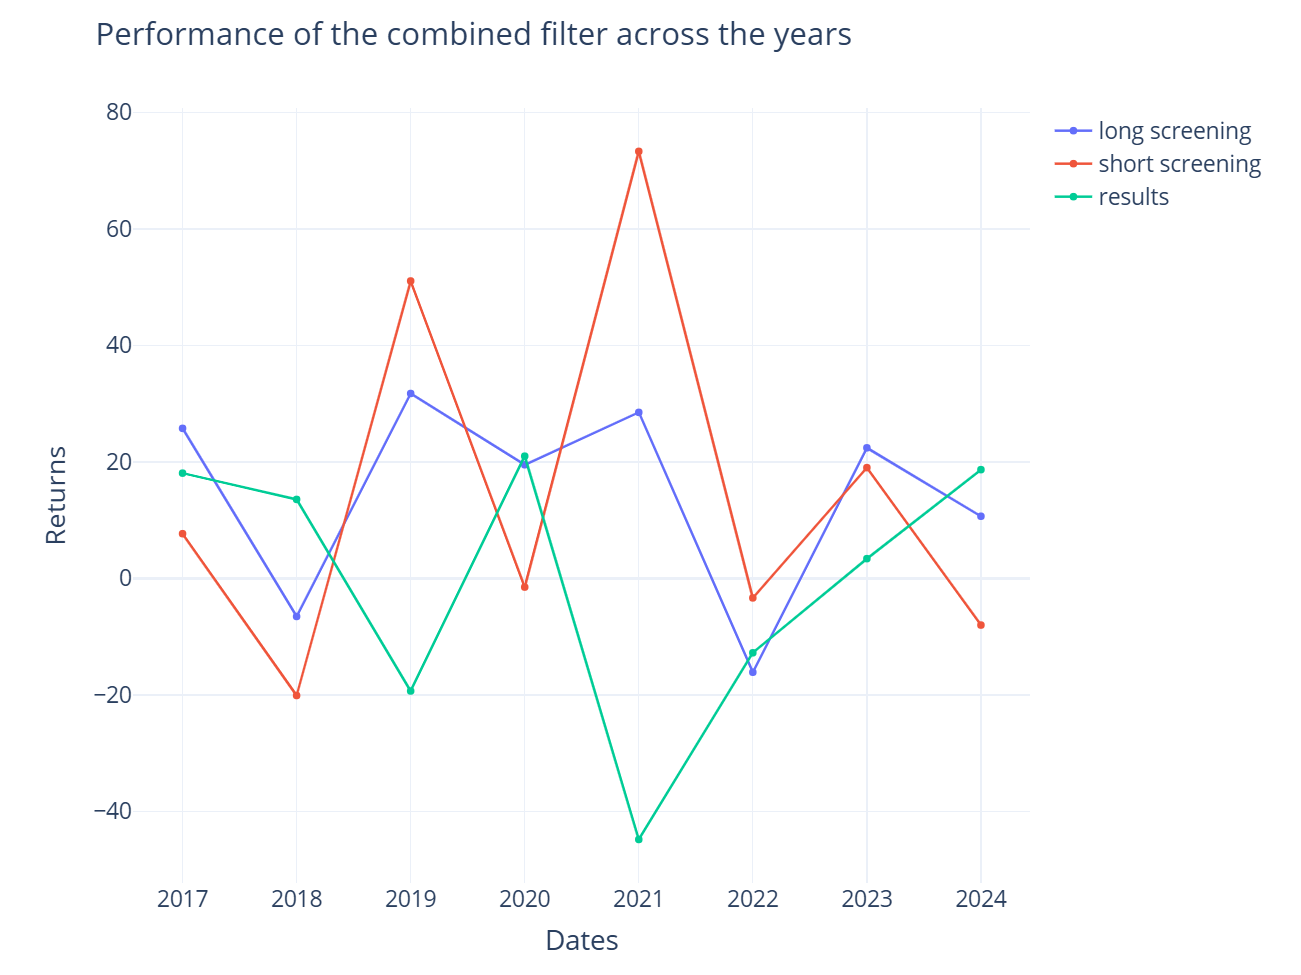 Performance of the combined filter across the years
80
60
40
20
0
−20
−40
Returns
2017 2018 2019 2020 2021 2022 2023 2024
Dates
long screening
short screening
results